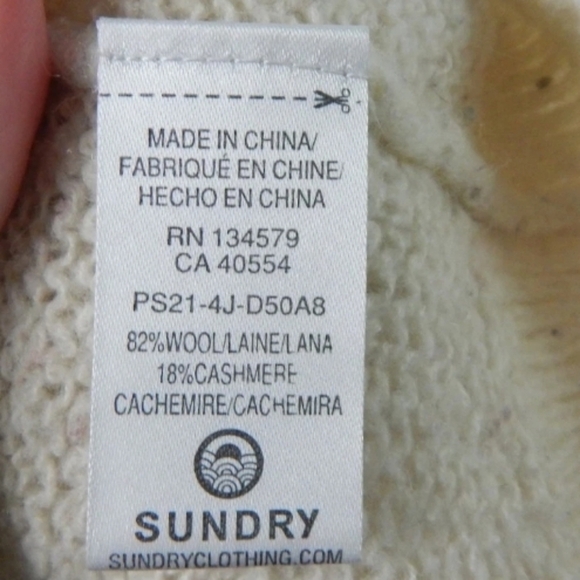 MADE IN CHINA/
FABRIQUÉ EN CHINE/
HECHO EN CHINA
RN 134579
CA 40554
PS21-4J-D50A8
82%WOOL/LAINE/LANA
18%CASHMERE
CACHEMIRE/CACHEMIRA
SUNDRY
SUNDRYCLOTHING.COM